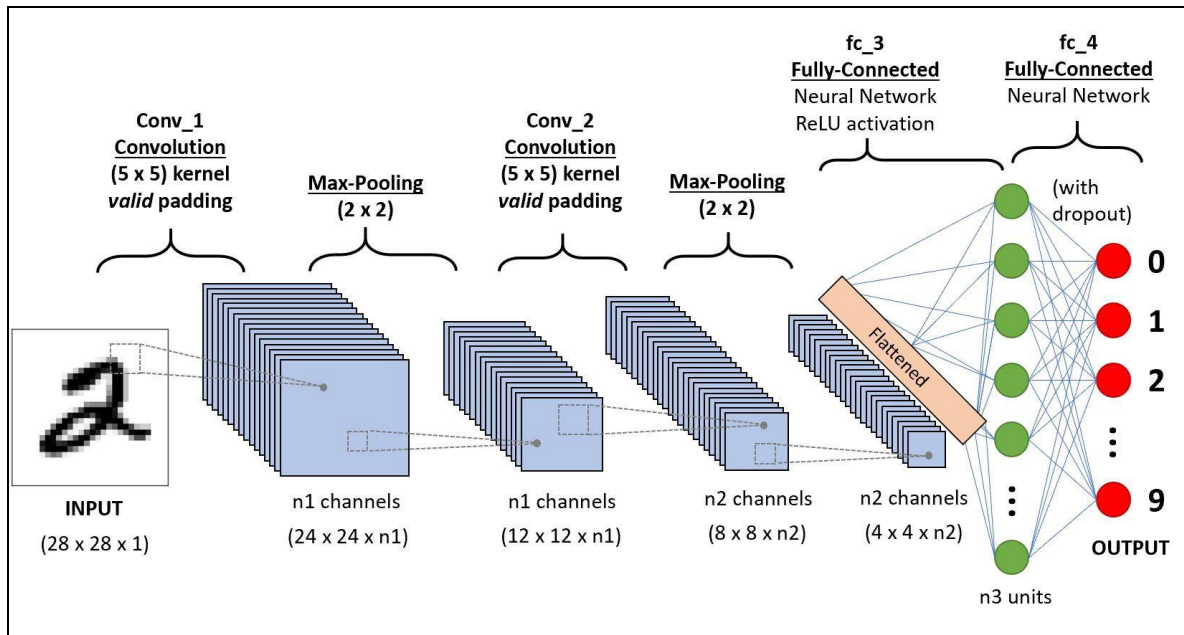 Conv_1
Convolution
(5 x 5) kernel
valid padding
Max-Pooling
(2 x 2)
Conv_2
Convolution
(5 x 5) kernel
valid padding
Max-Pooling
(2 x 2)
fc_3
Fully-Connected
Neural Network
ReLU activation
fc_4
Fully-Connected
Neural Network
(with
dropout)
Flattened
0
1
2
9
OUTPUT
2
INPUT
(28 x 28 x 1)
n1 channels
(24 x 24 x n1)
n1 channels
(12 x 12 x n1)
n2 channels
(8 x 8 x n2)
n2 channels
(4 x 4 x n2)
n3 units